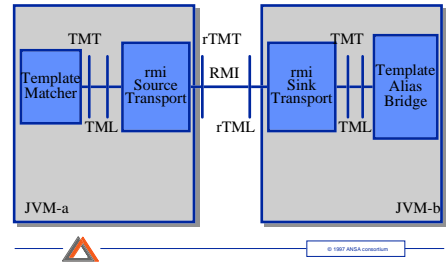 TMT
rTMT
TMT
Template
Matcher
rmi
Source
Transport
RMI
rmi
Sink
Transport
Template
Alias
Bridge
TML
rTML
TML
JVM-a
JVM-b
© 1997 ANSA consortium